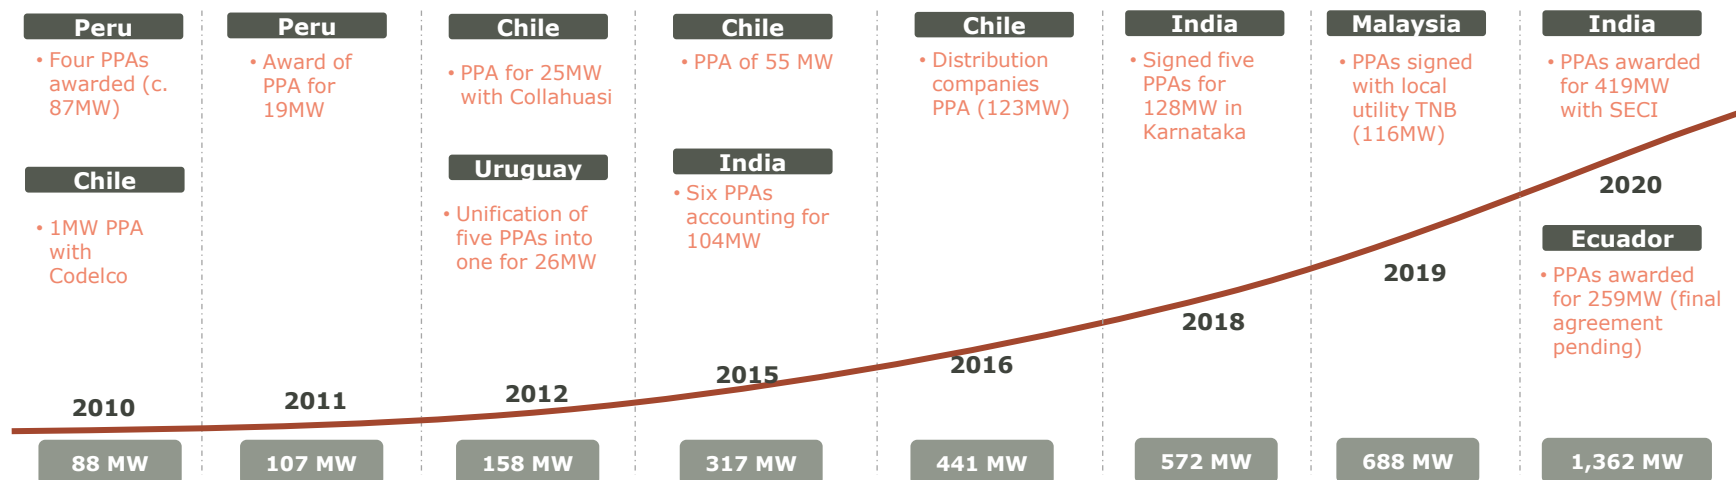 Peru
• Four PPAs
awarded (c.
87MW)
Chile
• 1MW PPA
with
Codelco
2010
88 MW
Peru
• Award of
PPA for
19MW
2011
107 MW
Chile
• PPA for 25MW
with Collahuasi
Uruguay
• Unification of
five PPAs into
one for 26MW
2012
158 MW
Chile
• PPA of 55 MW
India
• Six PPAs
accounting for
104MW
2015
317 MW
Chile
• Distribution
companies
PPA (123MW)
2016
441 MW
India
• Signed five
PPAs for
128MW in
Karnataka
2018
572 MW
Malaysia
• PPAs signed
with local
utility TNB
(116MW)
2019
688 MW
India
• PPAs awarded
for 419MW
with SECI
2020
Ecuador
• PPAs awarded
for 259MW (final
agreement
pending)
1,362 MW